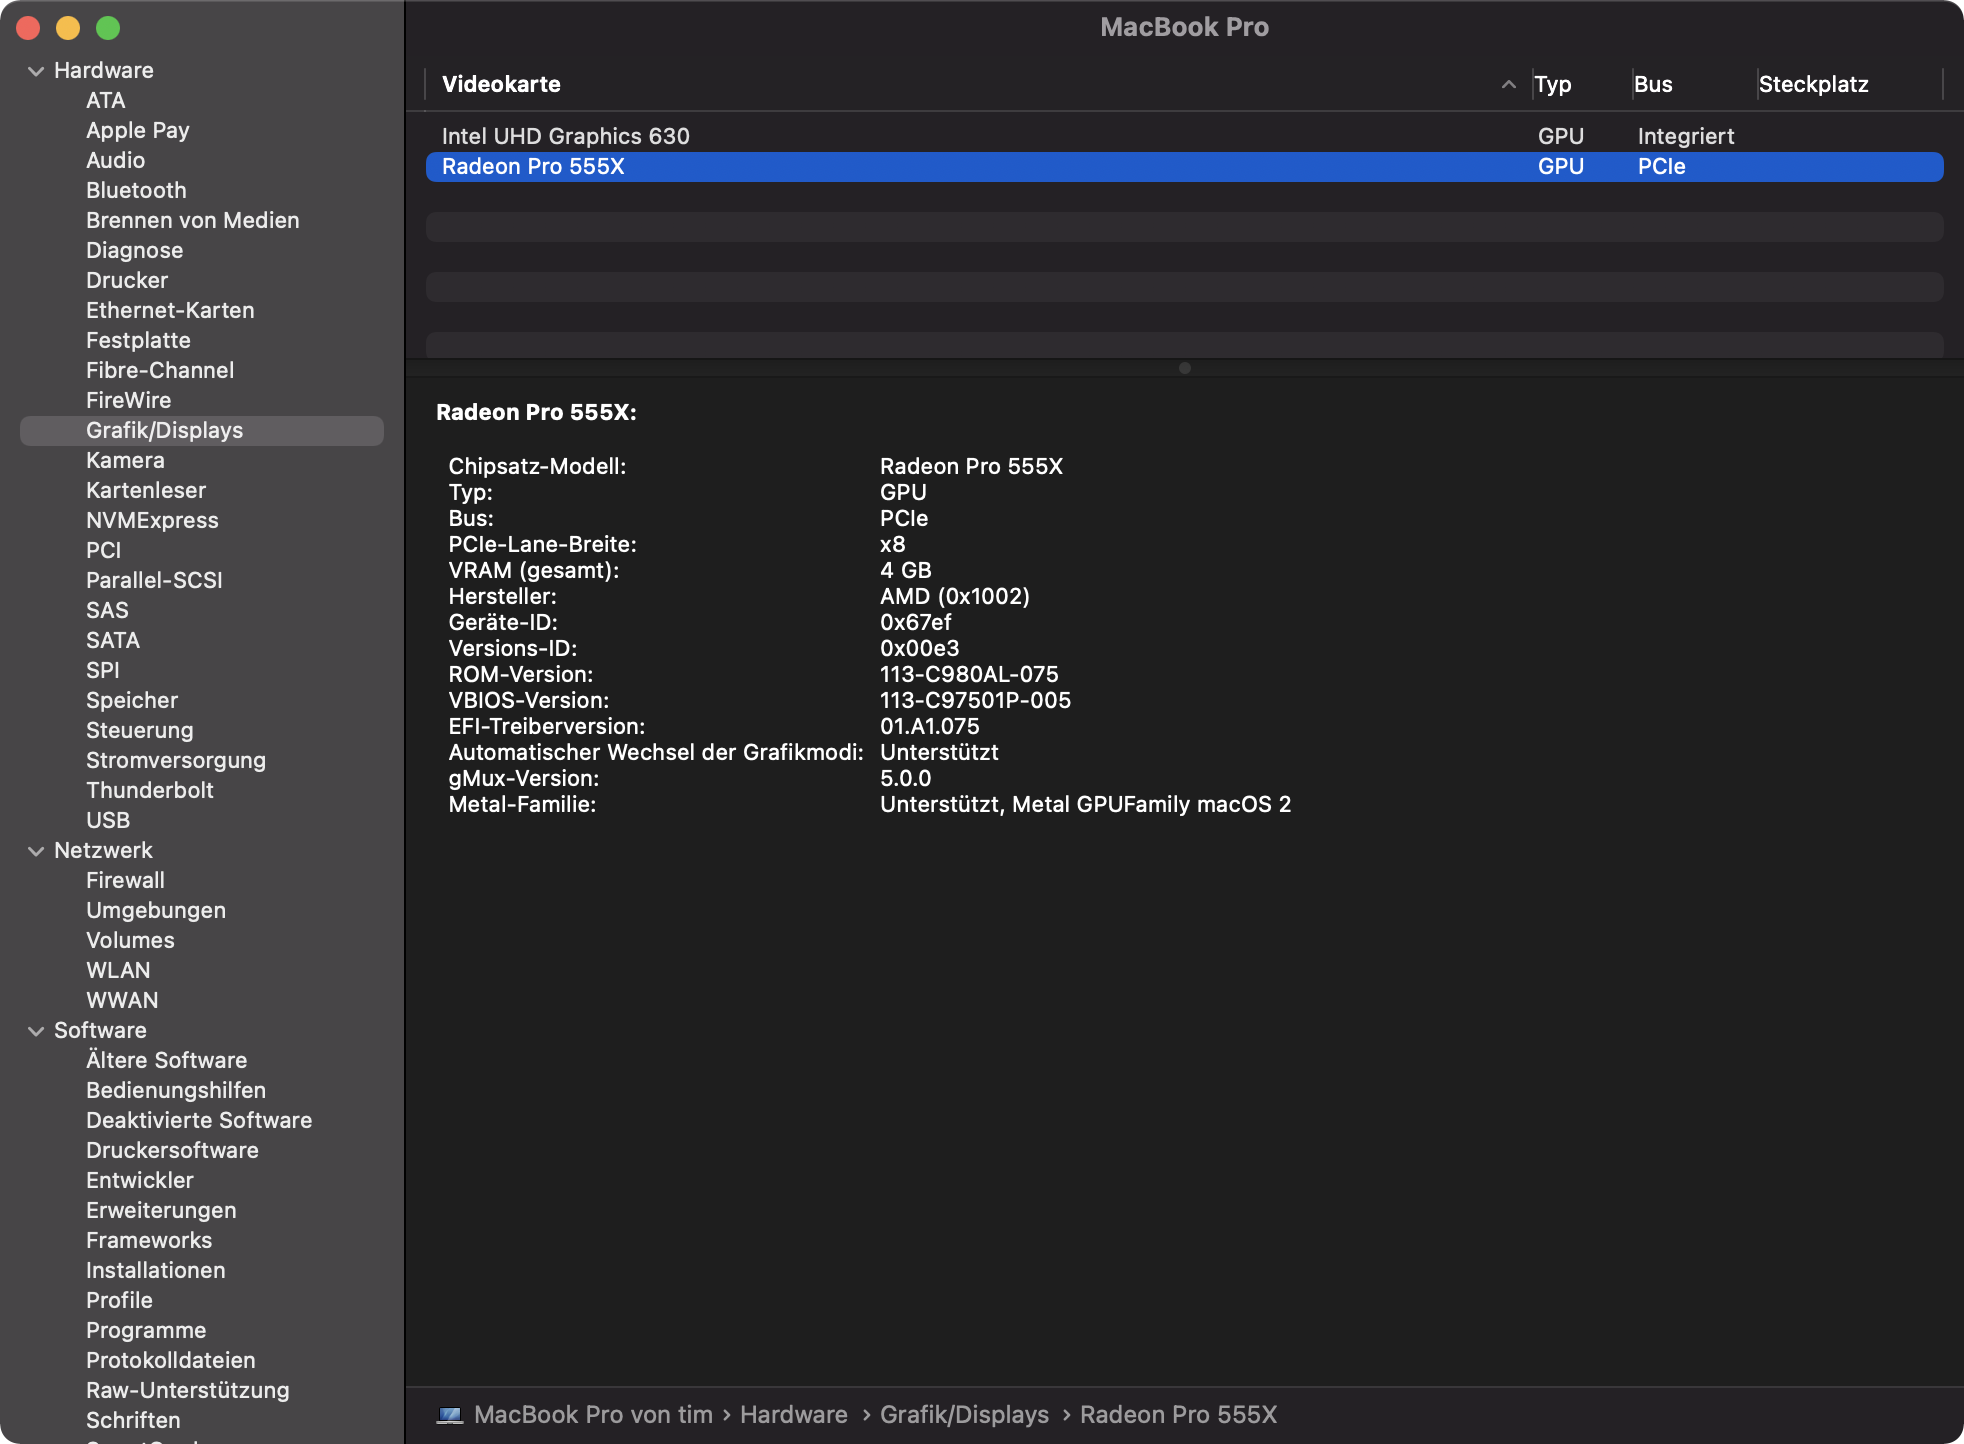 MacBook Pro
Hardware
ATA
Apple Pay
Audio
Bluetooth
Brennen von Medien
Diagnose
Drucker
Ethernet-Karten
Festplatte
Fibre-Channel
FireWire
Grafik/Displays
Kamera
Kartenleser
NVMExpress
PCI
Parallel-SCSI
SAS
SATA
SPI
Speicher
Steuerung
Stromversorgung
Thunderbolt
USB
Netzwerk
Firewall
Umgebungen
Volumes
WLAN
WWAN
Software
Ältere Software
Bedienungshilfen
Deaktivierte Software
Druckersoftware
Entwickler
Erweiterungen
Frameworks
Installationen
Profile
Programme
Protokolldateien
Raw-Unterstützung
Schriften
Videokarte Typ Bus Steckplatz
Intel UHD Graphics 630 GPU Integriert
Radeon Pro 555X GPU PCIe
Radeon Pro 555X:
Chipsatz-Modell: Radeon Pro 555X
Typ: GPU
Bus: PCIe
PCIe-Lane-Breite: x8
VRAM (gesamt): 4 GB
Hersteller: AMD (0x1002)
Geräte-ID: 0x67ef
Versions-ID: 0x00e3
ROM-Version: 113-C980AL-075
VBIOS-Version: 113-C97501P-005
EFI-Treiberversion: 01.A1.075
Automatischer Wechsel der Grafikmodi: Unterstützt
gMux-Version: 5.0.0
Metal-Familie: Unterstützt, Metal GPUFamily macOS 2
MacBook Pro von tim › Hardware › Grafik/Displays › Radeon Pro 555X